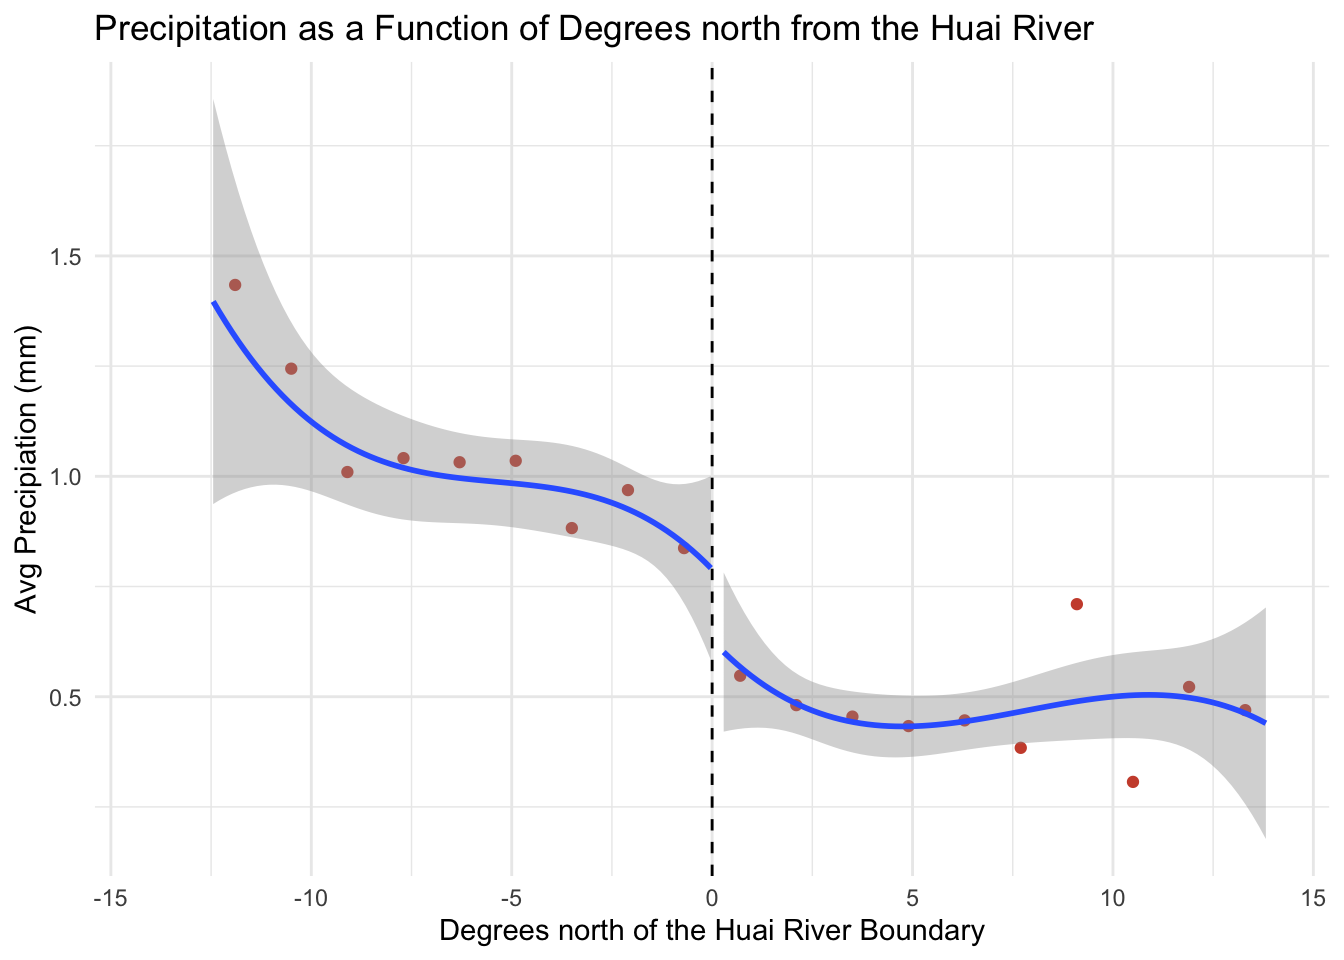 Precipitation as a Function of Degrees north from the Huai River
Avg Precipiation (mm)
1.5
1.0
0.5
-15 -10 -5 0 5 10 15
Degrees north of the Huai River Boundary